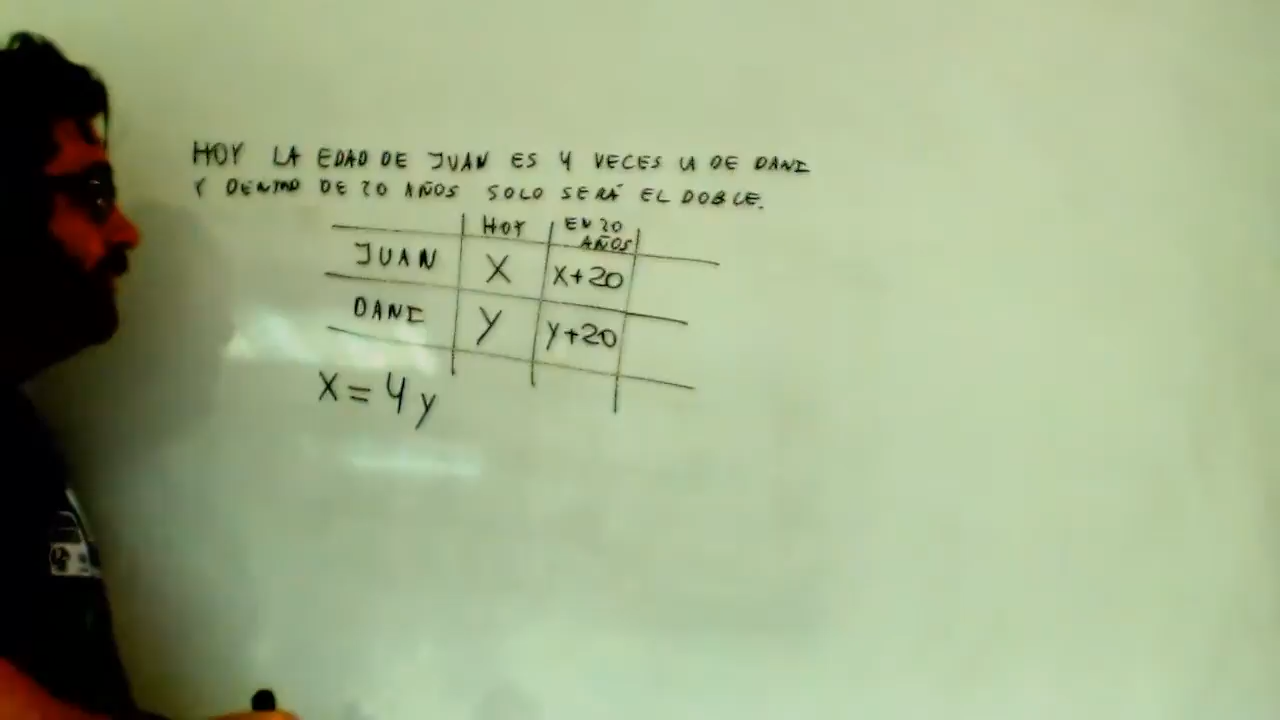 HOY LA EDAD DE JUAN ES 4 VECES LA DE DANI
Y DENTRO DE 20 AÑOS SOLO SERÁ EL DOBLE.
HOY EN 20 AÑOS
JUAN X X+20
DANI y y+20
X=4y